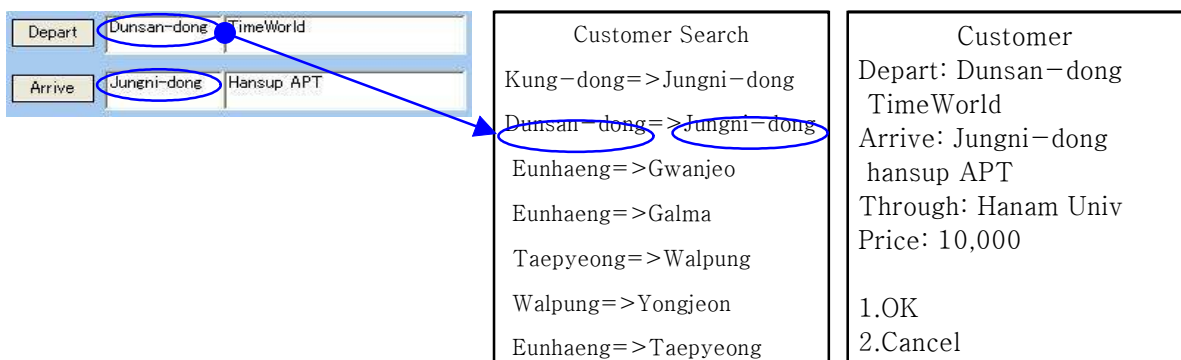 Depart Dunsan-dong TimeWorld
Arrive Jungni-dong Hansup APT
Customer Search
Kung-dong=>Jungni-dong
Dunsan-dong=>Jungni-dong
Eunhaeng=>Gwanjeo
Eunhaeng=>Galma
Taepyeong=>Walpung
Walpung=>Yongjeon
Eunhaeng=>Taepyeong
Customer
Depart: Dunsan-dong
TimeWorld
Arrive: Jungni-dong
hansup APT
Through: Hanam Univ
Price: 10,000
1.OK
2.Cancel